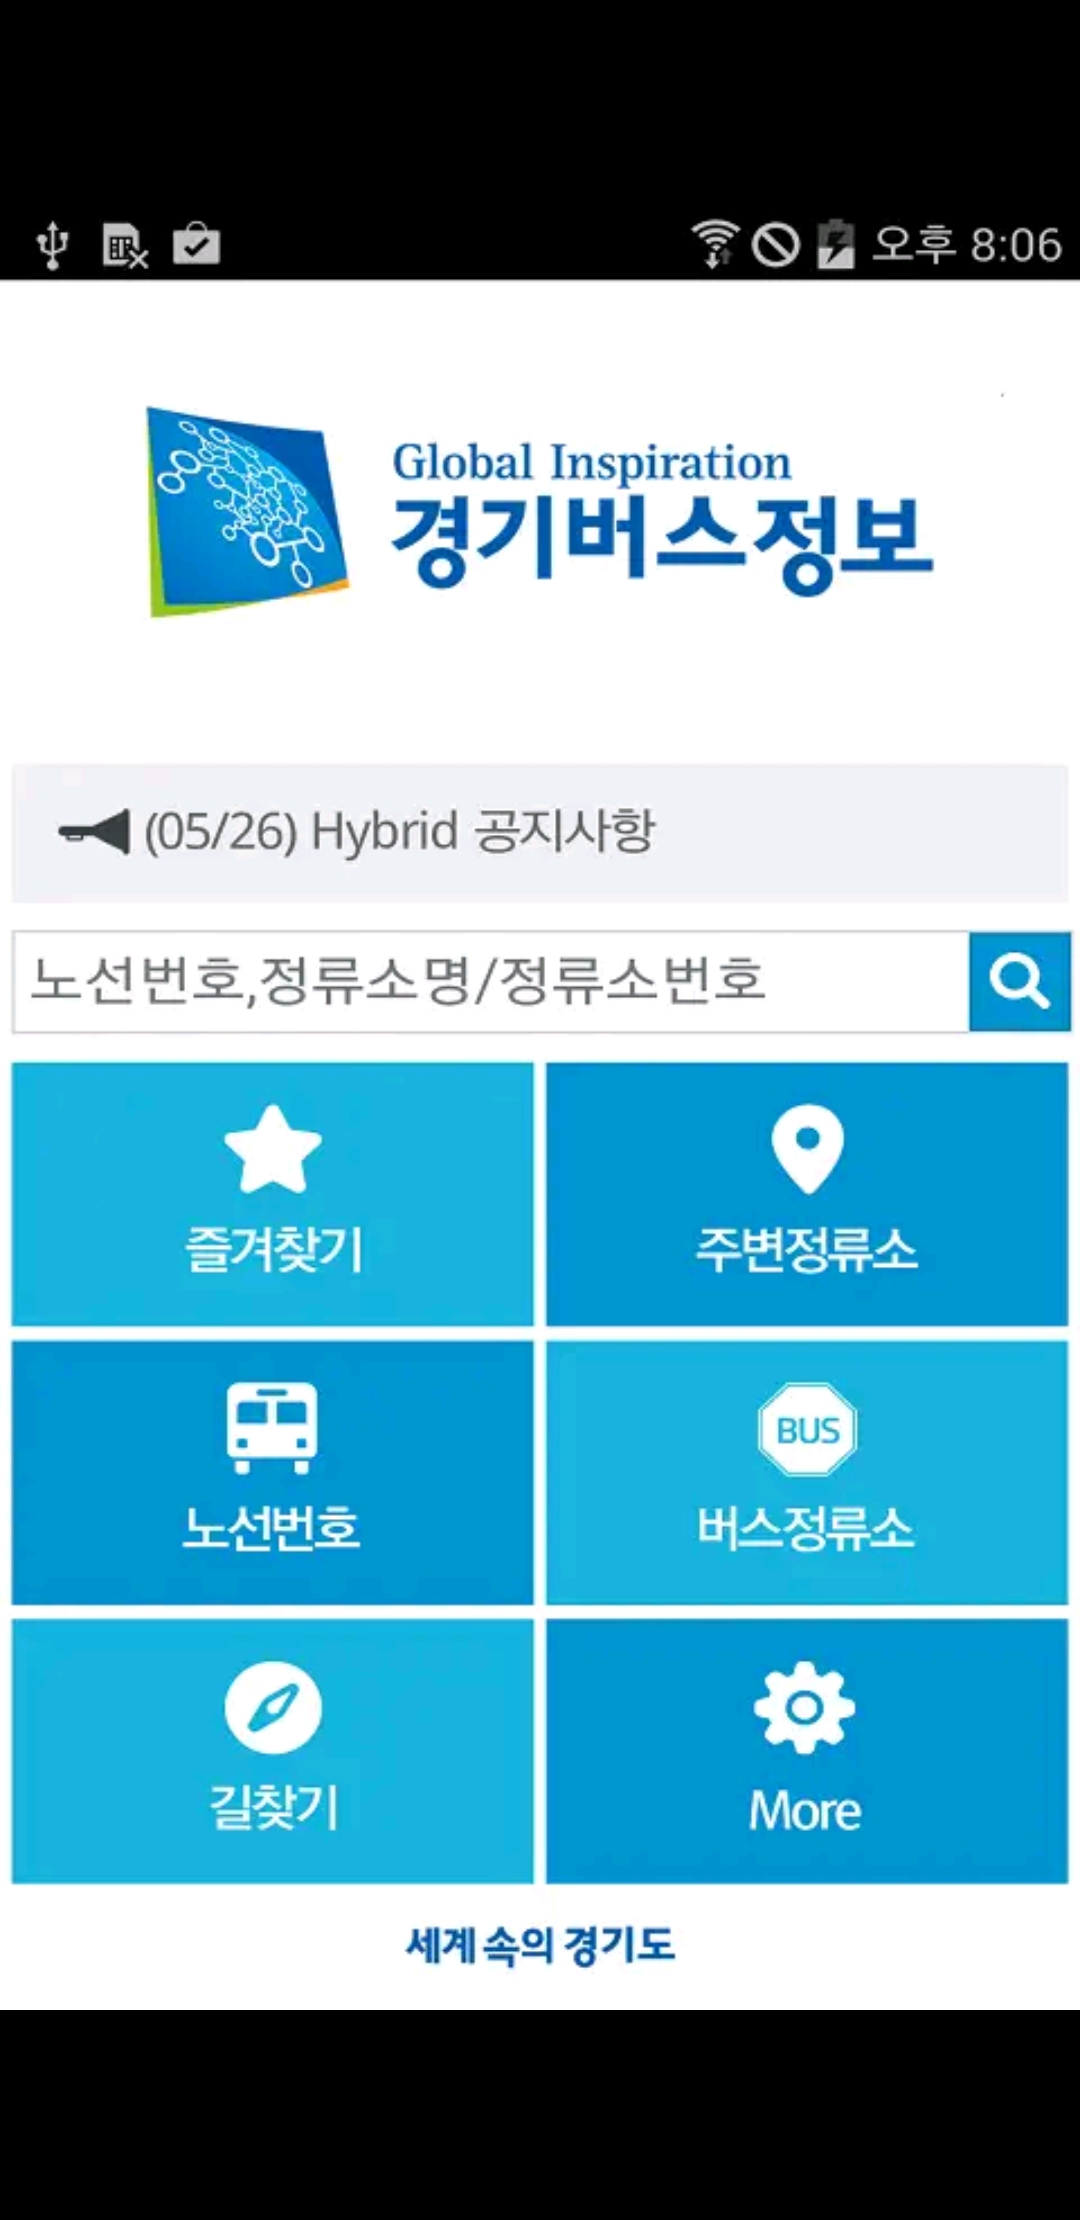 오후 8:06
Global Inspiration
경기버스정보
(05/26) Hybrid 공지사항
노선번호,정류소명/정류소번호
즐겨찾기
주변정류소
노선번호
BUS
버스정류소
길찾기
More
세계 속의 경기도